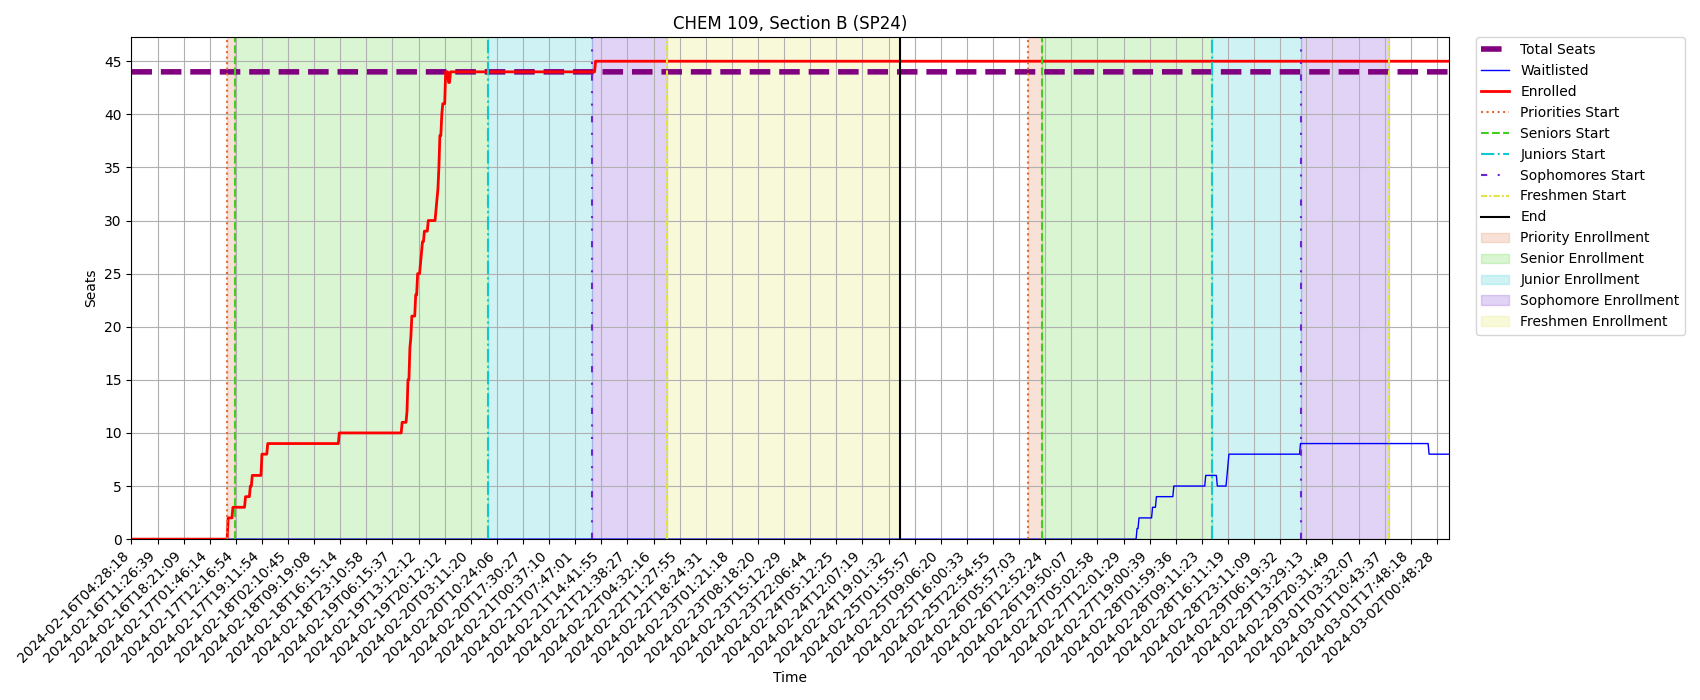 CHEM 109, Section B (SP24)
Total Seats
Waitlisted
Enrolled
Priorities Start
Seniors Start
Juniors Start
Sophomores Start
Freshmen Start
End
Priority Enrollment
Senior Enrollment
Junior Enrollment
Sophomore Enrollment
Freshmen Enrollment
Seats
45
40
35
30
25
20
15
10
5
0
2024-02-16T04:28:18
2024-02-16T11:26:39
2024-02-16T18:21:09
2024-02-17T01:46:14
2024-02-17T12:16:54
2024-02-17T19:11:54
2024-02-18T02:10:45
2024-02-18T09:19:08
2024-02-18T16:15:14
2024-02-18T23:10:58
2024-02-19T06:15:37
2024-02-19T13:12:12
2024-02-19T20:12:12
2024-02-20T03:11:20
2024-02-20T10:24:06
2024-02-20T17:30:27
2024-02-21T00:37:10
2024-02-21T07:47:01
2024-02-21T14:41:55
2024-02-21T21:38:27
2024-02-22T04:32:16
2024-02-22T11:27:55
2024-02-22T18:24:31
2024-02-23T01:21:18
2024-02-23T08:18:20
2024-02-23T15:12:29
2024-02-23T22:06:44
2024-02-24T05:12:25
2024-02-24T12:07:19
2024-02-24T19:01:32
2024-02-25T01:55:57
2024-02-25T09:06:20
2024-02-25T16:00:33
2024-02-25T22:54:55
2024-02-26T05:57:03
2024-02-26T12:52:24
2024-02-26T19:50:07
2024-02-27T05:02:58
2024-02-27T12:01:29
2024-02-27T19:00:39
2024-02-28T01:59:36
2024-02-28T09:11:23
2024-02-28T16:11:19
2024-02-28T23:11:09
2024-02-29T06:19:32
2024-02-29T13:29:13
2024-02-29T20:31:49
2024-03-01T03:32:07
2024-03-01T10:43:37
2024-03-01T17:48:18
2024-03-02T00:48:28
Time